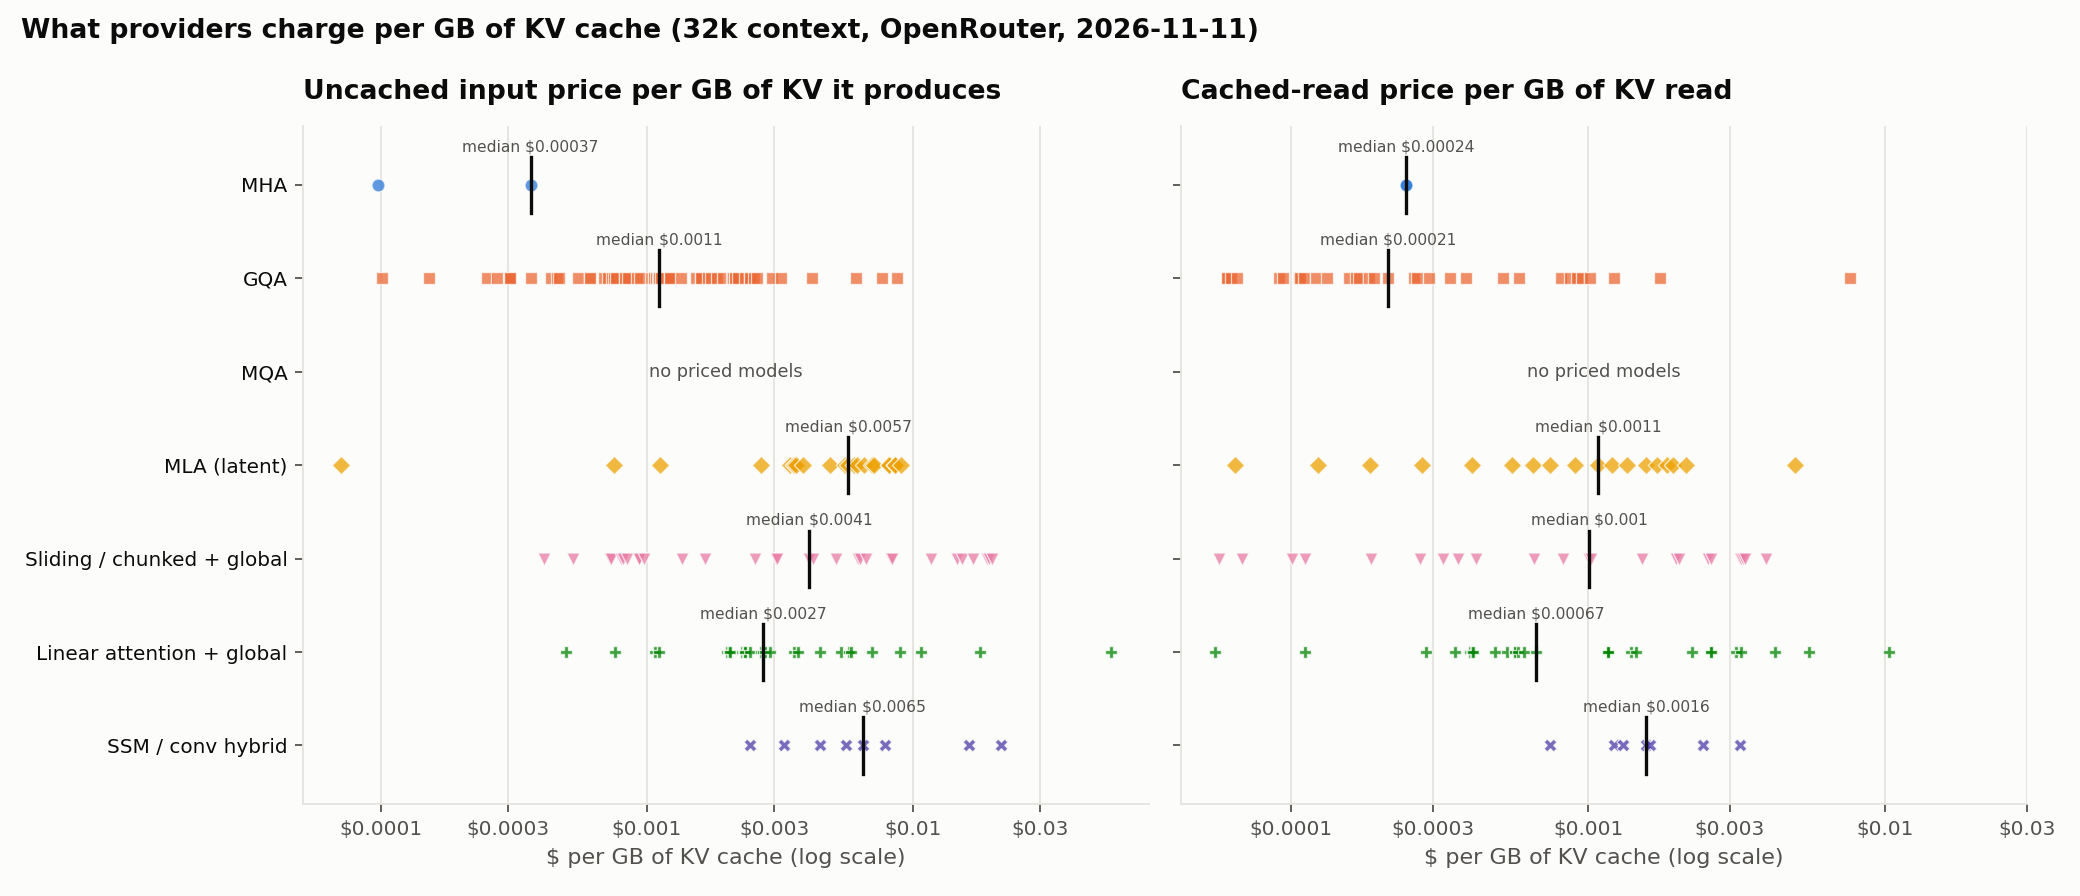 What providers charge per GB of KV cache (32k context, OpenRouter, 2026-11-11)
Uncached input price per GB of KV it produces
Cached-read price per GB of KV read
MHA
median $0.00037
median $0.00024
GQA
median $0.0011
median $0.00021
MQA
no priced models
no priced models
MLA (latent)
median $0.0057
median $0.0011
Sliding / chunked + global
median $0.0041
median $0.001
Linear attention + global
median $0.0027
median $0.00067
SSM / conv hybrid
median $0.0065
median $0.0016
$0.0001 $0.0003 $0.001 $0.003 $0.01 $0.03
$ per GB of KV cache (log scale)
$0.0001 $0.0003 $0.001 $0.003 $0.01 $0.03
$ per GB of KV cache (log scale)